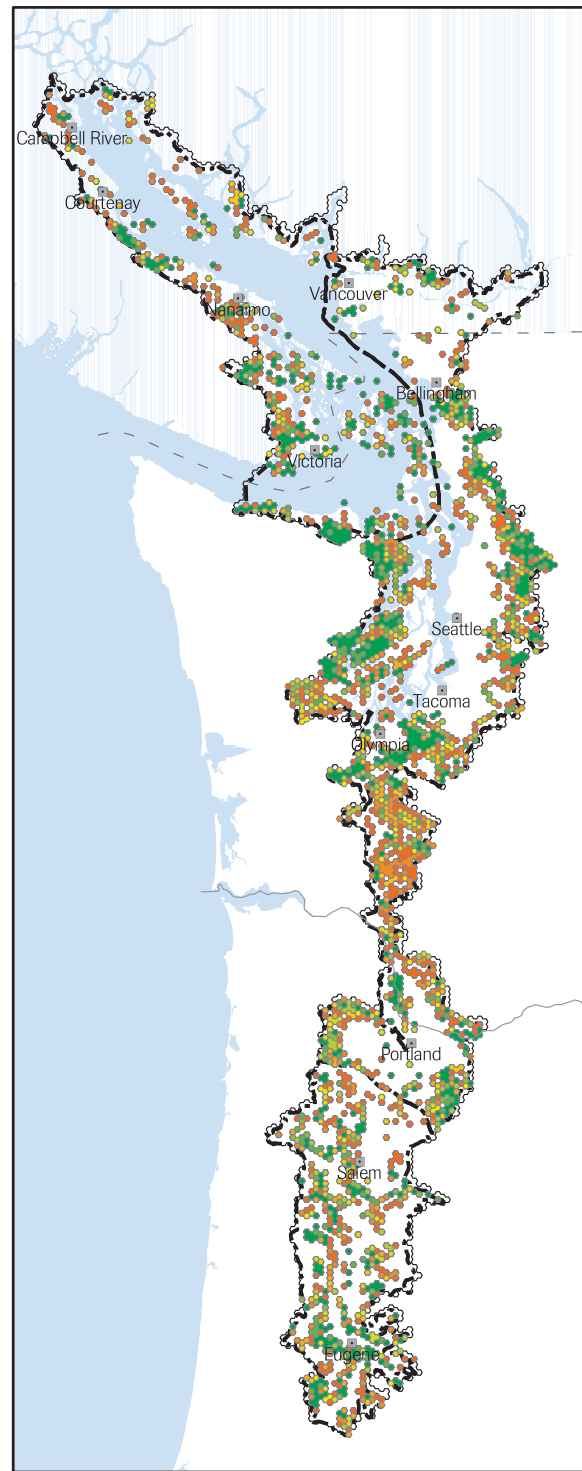 Campbell River
Courtenay
Vancouver
Nanaimo
Bellingham
Victoria
Seattle
Tacoma
Olympia
Portland
Salem
Eugene